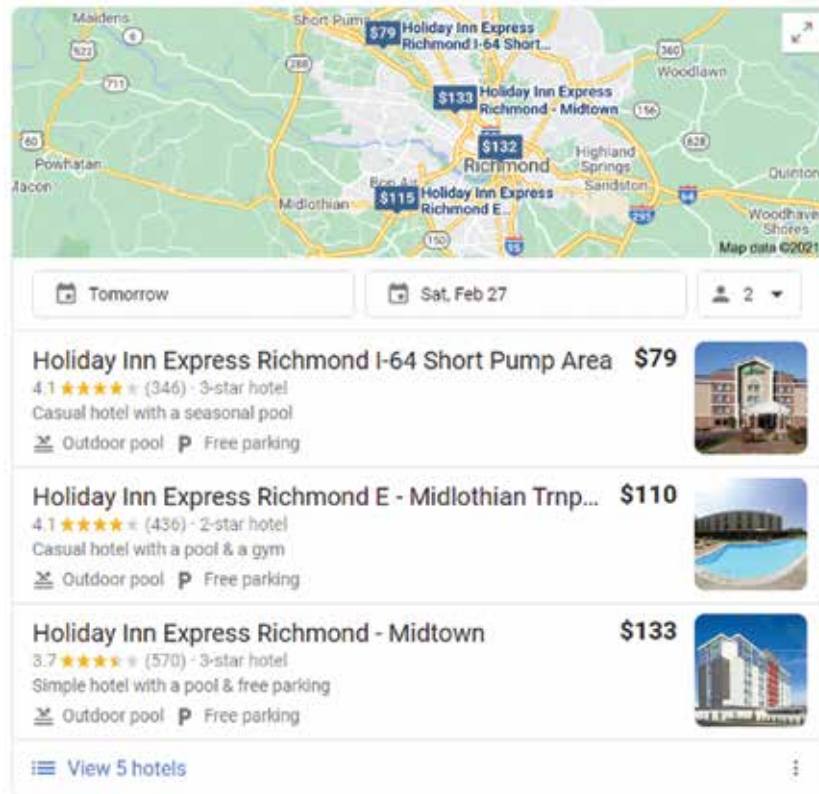 Maidens
Short Pum
6
522
$79 Holiday Inn Express
Richmond I-64 Short...
360
288
Woodlawn
711
$133 Holiday Inn Express
Richmond - Midtown
156
60
$132
Powhatan
Richmond
Highland
Springs
628
Macon
Bon Air
Sandston
Quinton
$115 Holiday Inn Express
Richmond E...
Midlothian
64
295
Woodhave
Shores
150
Map data ©2021
Tomorrow
Sat, Feb 27
2
Holiday Inn Express Richmond I-64 Short Pump Area $79
4.1 ★★★★★ (346) · 3-star hotel
Casual hotel with a seasonal pool
Outdoor pool P Free parking
Holiday Inn Express Richmond E - Midlothian Trnp... $110
4.1 ★★★★★ (436) · 2-star hotel
Casual hotel with a pool & a gym
Outdoor pool P Free parking
Holiday Inn Express Richmond - Midtown $133
3.7 ★★★★★ (570) · 3-star hotel
Simple hotel with a pool & free parking
Outdoor pool P Free parking
View 5 hotels